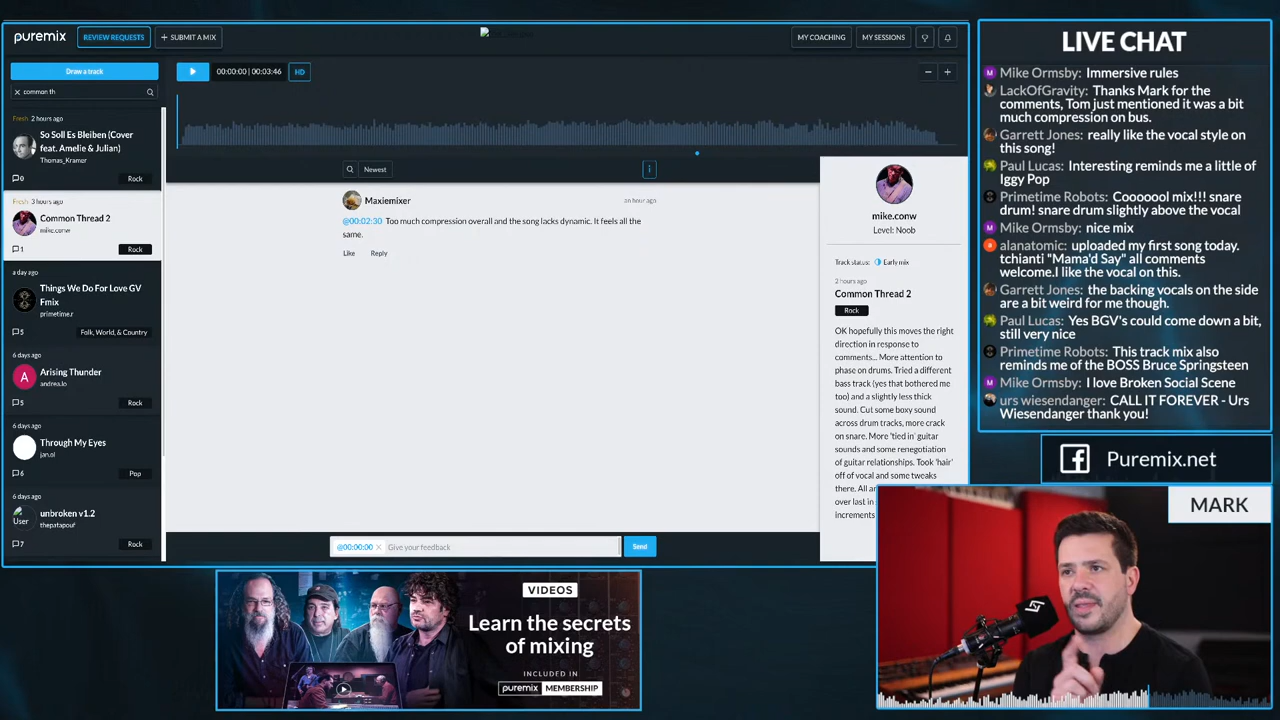 puremix
REVIEW REQUESTS
+ SUBMIT A MIX
MY COACHING
MY SESSIONS
Draw a track
× comman th
00:00:00 | 00:03:46
HD
− +
Fresh 2 hours ago
So Soll Es Bleiben (Cover
feat. Amelie & Julian)
Thomas_Kramer
0
Rock
Fresh 3 hours ago
Common Thread 2
mike.conw
1
Rock
a day ago
Things We Do For Love GV
Fmix
primetime.r
5
Folk, World, & Country
6 days ago
A
Arising Thunder
andrea.lo
5
Rock
6 days ago
Through My Eyes
jan.ol
6
Pop
6 days ago
User
unbroken v1.2
thepatapouf
7
Rock
Newest
Maxiemixer
an hour ago
@00:02:30 Too much compression overall and the song lacks dynamic. It feels all the
same.
Like Reply
@00:00:00 × Give your feedback
Send
mike.conw
Level: Noob
Track status: Early mix
2 hours ago
Common Thread 2
Rock
OK hopefully this moves the right
direction in response to
comments... More attention to
phase on drums. Tried a different
bass track (yes that bothered me
too) and a slightly less thick
sound. Cut some boxy sound
across drum tracks, more crack
on snare. More 'tied in' guitar
sounds and some renegotiation
of guitar relationships. Took 'hair'
off of vocal and some tweaks
there. All an
over last in s
increments
LIVE CHAT
M Mike Ormsby: Immersive rules
LackOfGravity: Thanks Mark for the
comments, Tom just mentioned it was a bit
much compression on bus.
Garrett Jones: really like the vocal style on
this song!
Paul Lucas: Interesting reminds me a little of
Iggy Pop
Primetime Robots: Cooooool mix!!! snare
drum! snare drum slightly above the vocal
M Mike Ormsby: nice mix
a alanatomic: uploaded my first song today.
tchianti "Mama'd Say" all comments
welcome.I like the vocal on this.
Garrett Jones: the backing vocals on the side
are a bit weird for me though.
Paul Lucas: Yes BGV's could come down a bit,
still very nice
Primetime Robots: This track mix also
reminds me of the BOSS Bruce Springsteen
M Mike Ormsby: I love Broken Social Scene
urs wiesendanger: CALL IT FOREVER - Urs
Wiesendanger thank you!
Puremix.net
MARK
VIDEOS
Learn the secrets
of mixing
INCLUDED IN
puremix MEMBERSHIP